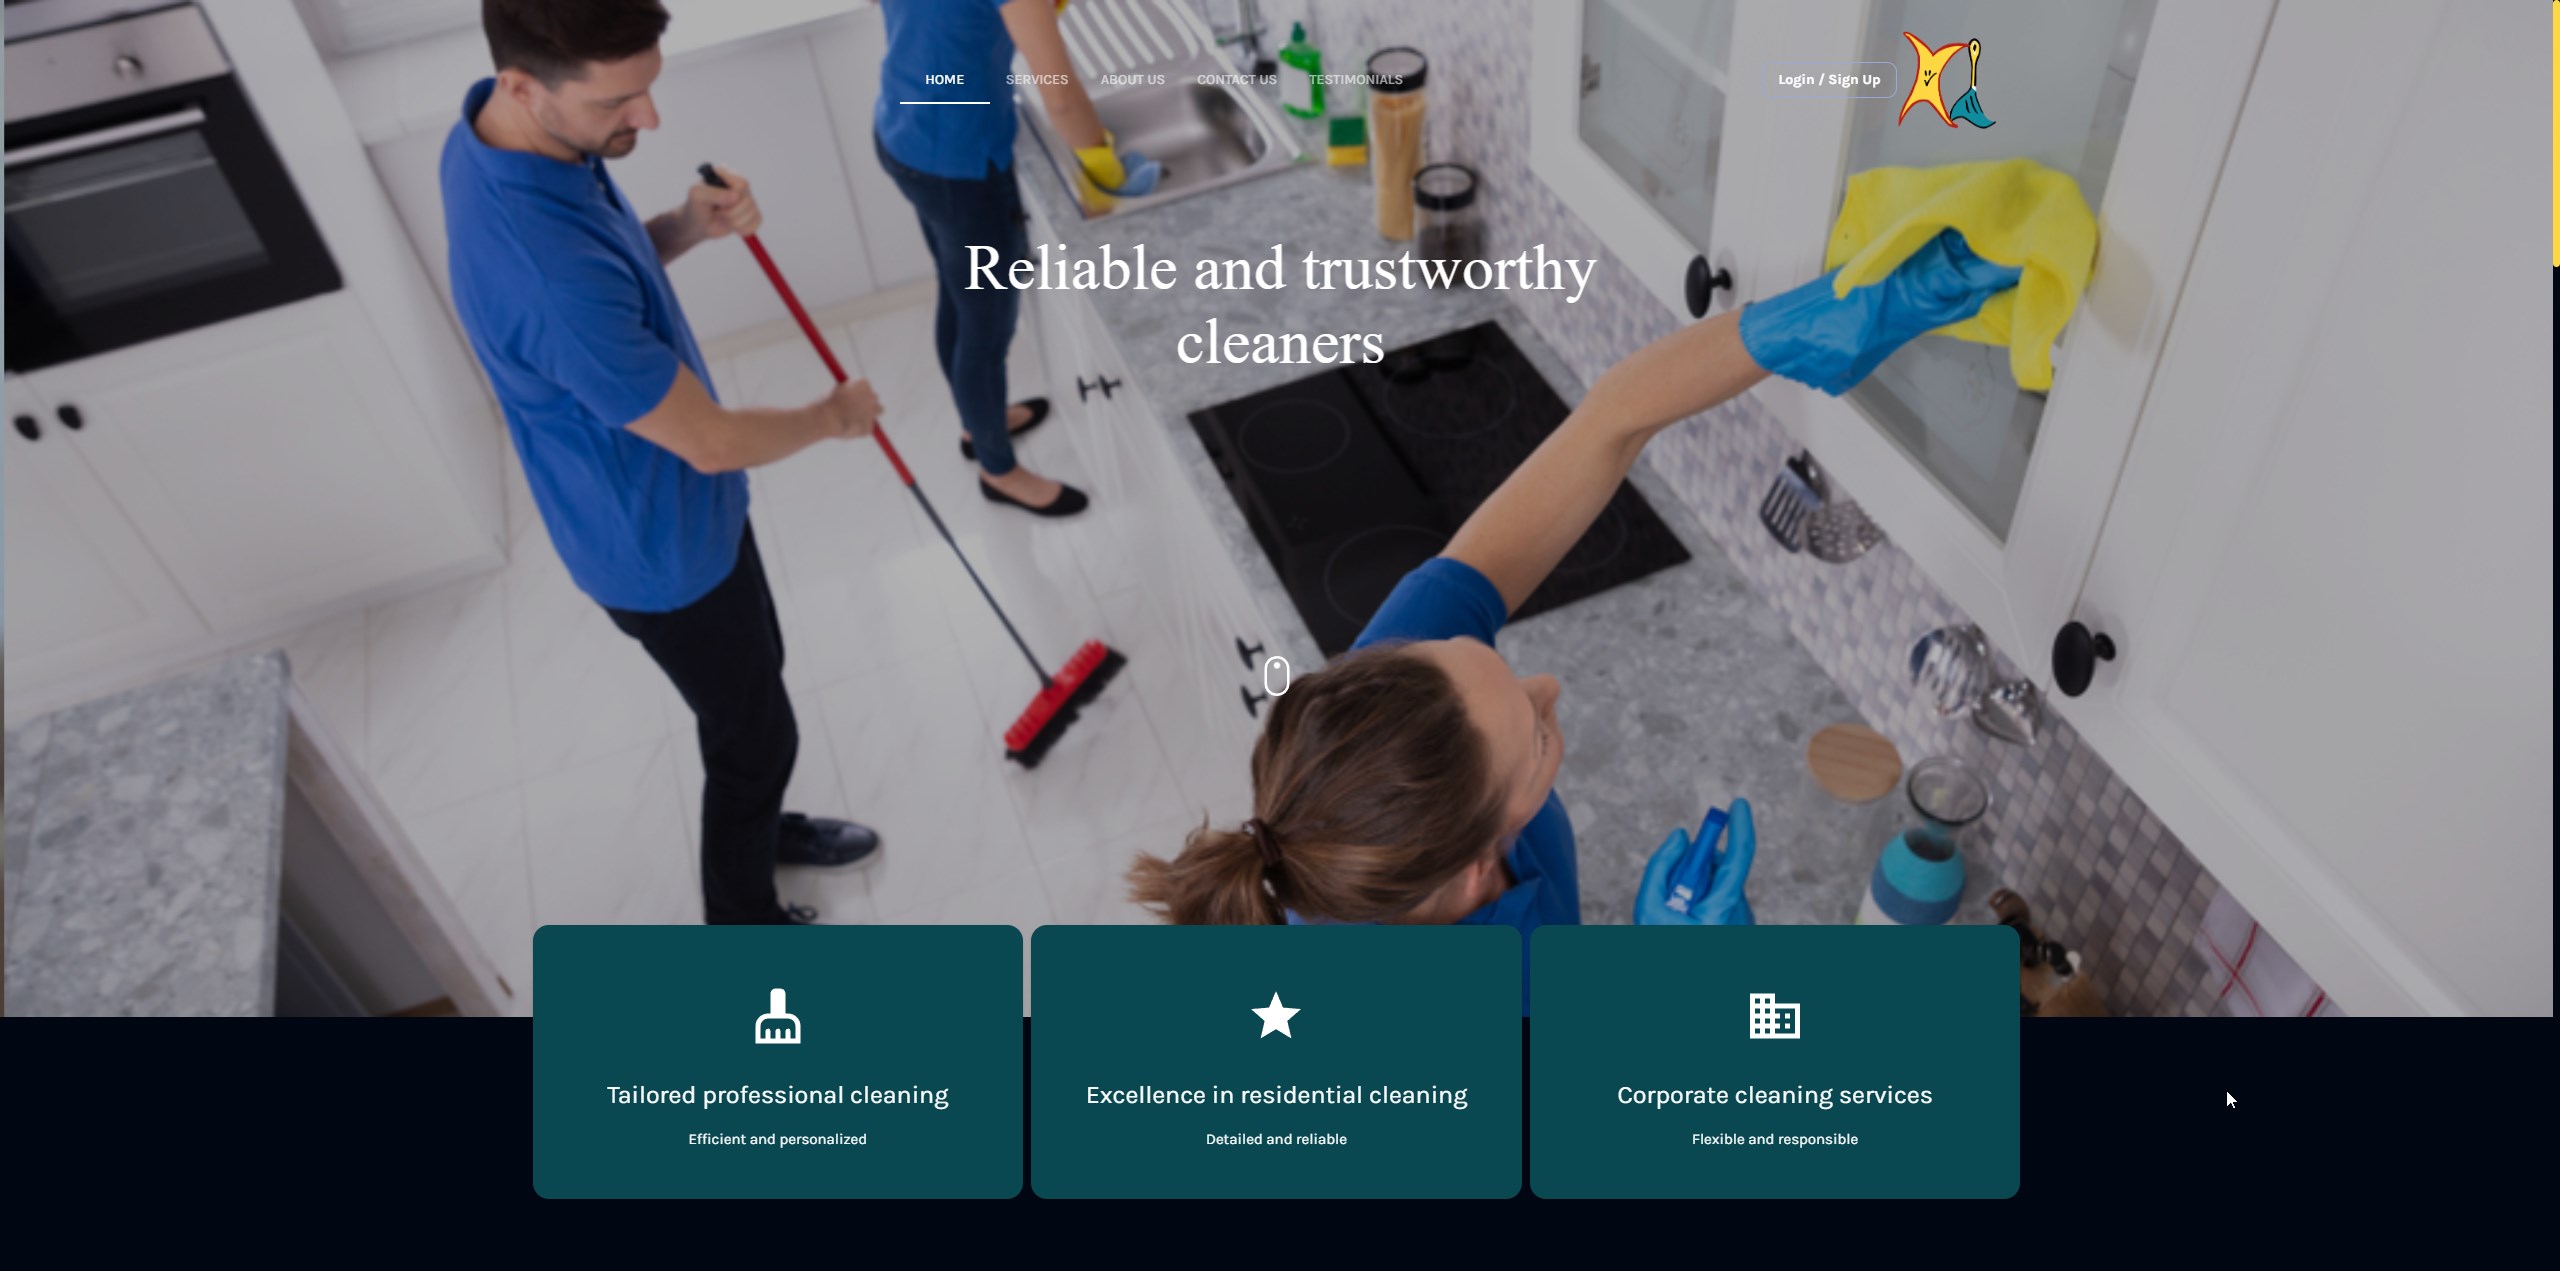 HOME SERVICES ABOUT US CONTACT US TESTIMONIALS Login / Sign Up
Reliable and trustworthy
cleaners
Tailored professional cleaning
Efficient and personalized
Excellence in residential cleaning
Detailed and reliable
Corporate cleaning services
Flexible and responsible